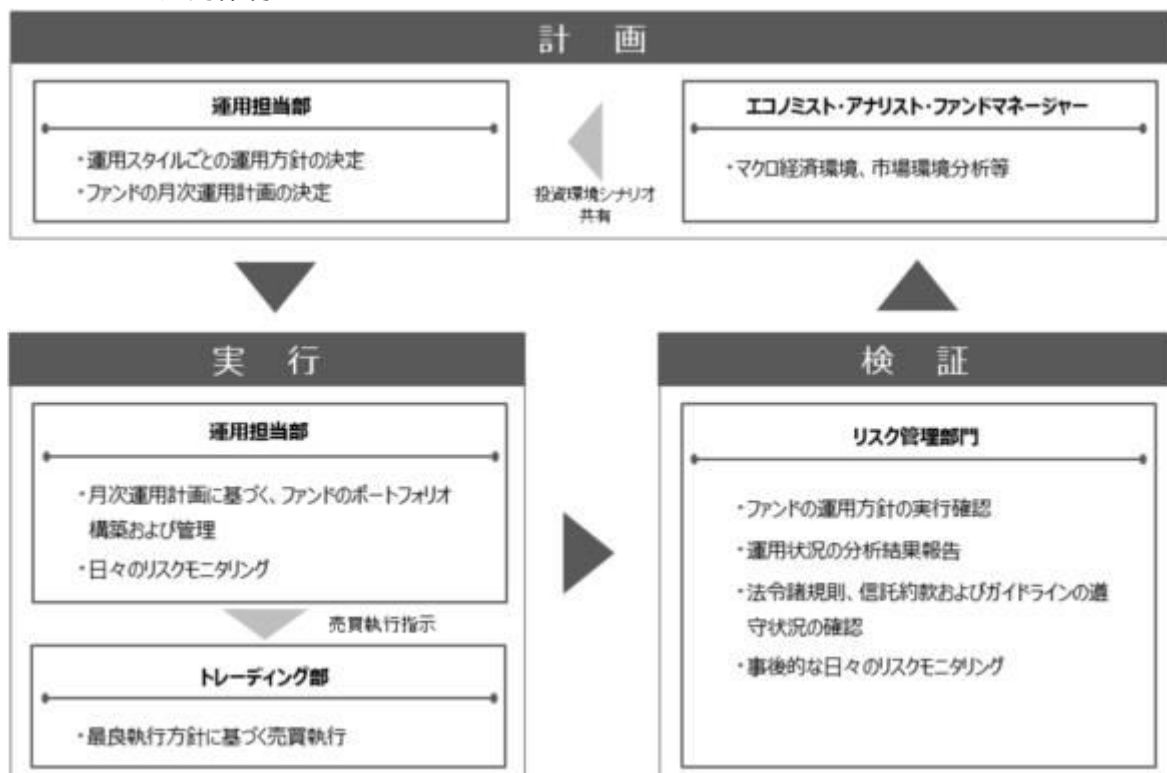 計 画
運用担当部
・運用スタイルごとの運用方針の決定
・ファンドの月次運用計画の決定
投資環境シナリオ
共有
エコノミスト・アナリスト・ファンドマネージャー
・マクロ経済環境、市場環境分析等
実 行
運用担当部
・月次運用計画に基づく、ファンドのポートフォリオ
構築および管理
・日々のリスクモニタリング
売買執行指示
トレーディング部
・最良執行方針に基づく売買執行
検 証
リスク管理部門
・ファンドの運用方針の実行確認
・運用状況の分析結果報告
・法令諸規則、信託約款およびガイドラインの遵
守状況の確認
・事後的な日々のリスクモニタリング